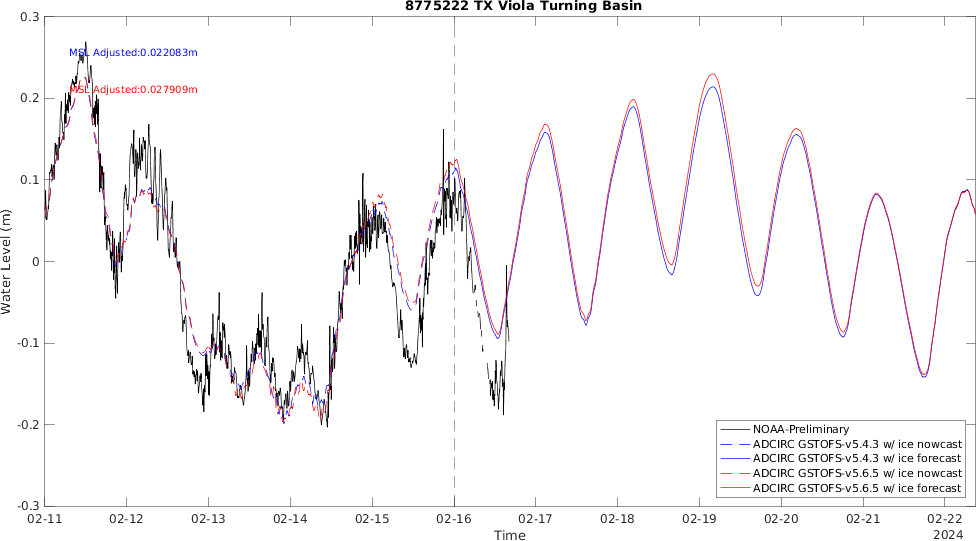 8775222 TX Viola Turning Basin
MSL Adjusted:0.022083m
MSL Adjusted:0.027909m
Water Level (m)
0.3
0.2
0.1
0
-0.1
-0.2
-0.3
NOAA-Preliminary
ADCIRC GSTOFS-v5.4.3 w/ ice nowcast
ADCIRC GSTOFS-v5.4.3 w/ ice forecast
ADCIRC GSTOFS-v5.6.5 w/ ice nowcast
ADCIRC GSTOFS-v5.6.5 w/ ice forecast
02-11 02-12 02-13 02-14 02-15 02-16 02-17 02-18 02-19 02-20 02-21 02-22
2024
Time